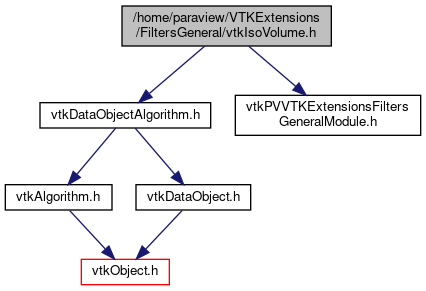 /home/paraview/VTKExtensions
/FiltersGeneral/vtkIsoVolume.h
vtkDataObjectAlgorithm.h
vtkPVVTKExtensionsFilters
GeneralModule.h
vtkAlgorithm.h
vtkDataObject.h
vtkObject.h